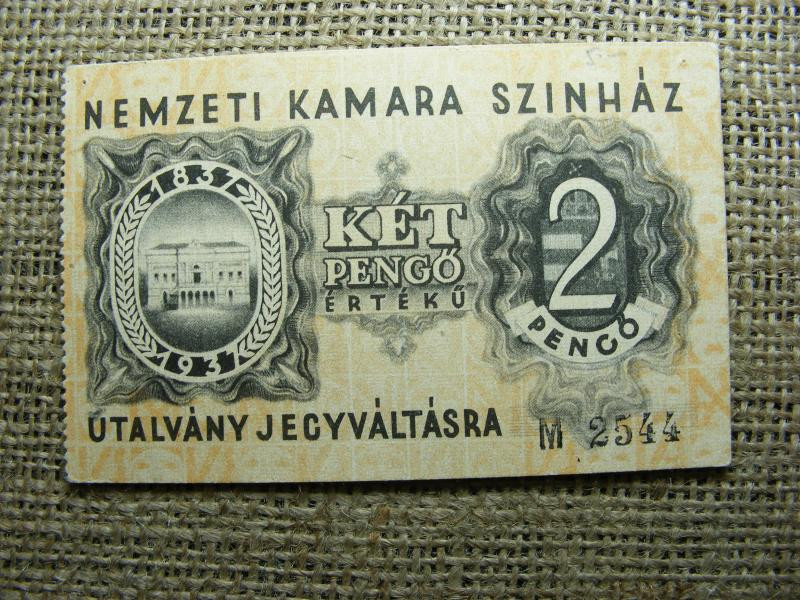 NEMZETI KAMARA SZINHÁZ
1837
1937
KÉT
PENGŐ
ÉRTÉKŰ
2
PENGŐ
UTALVÁNY JEGYVÁLTÁSRA
M 2544